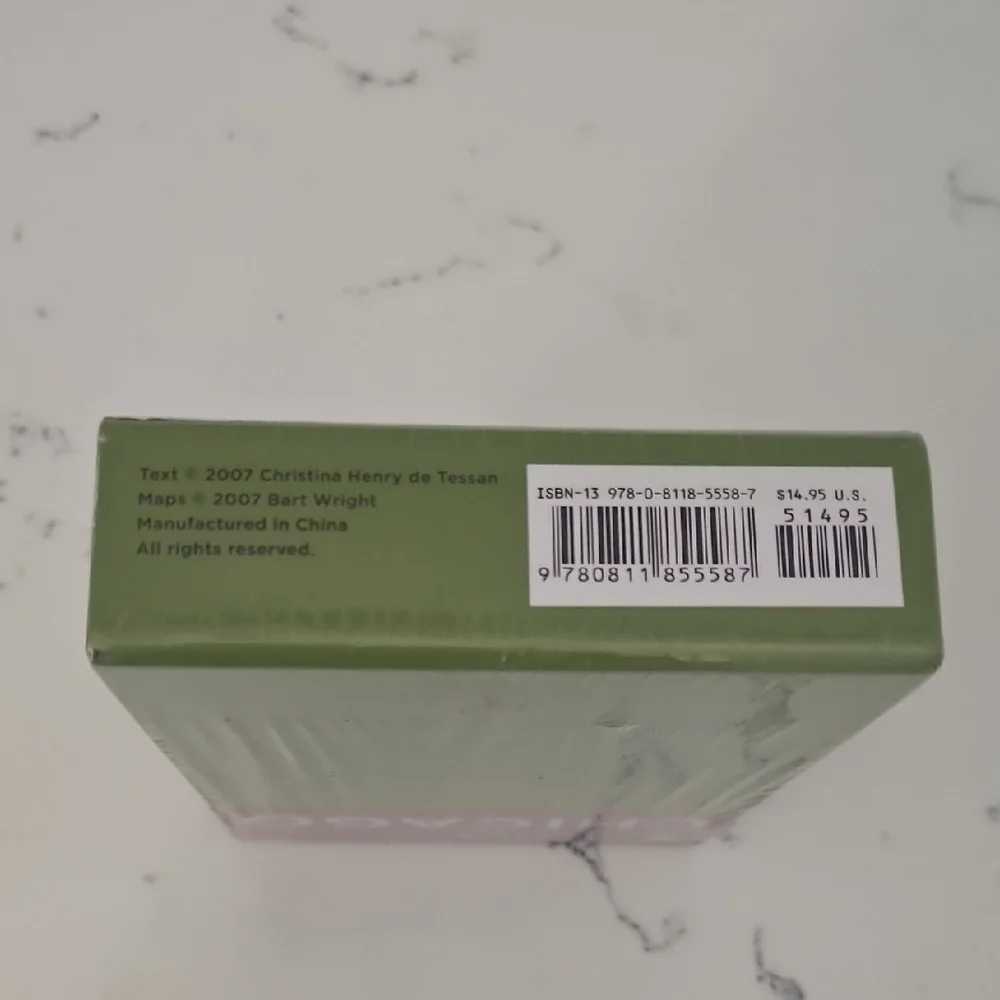 Text © 2007 Christina Henry de Tessan
Maps © 2007 Bart Wright
Manufactured in China
All rights reserved.
ISBN-13 978-0-8118-5558-7 $14.95 U.S.
51495
9 780811 855587
CHICAGO